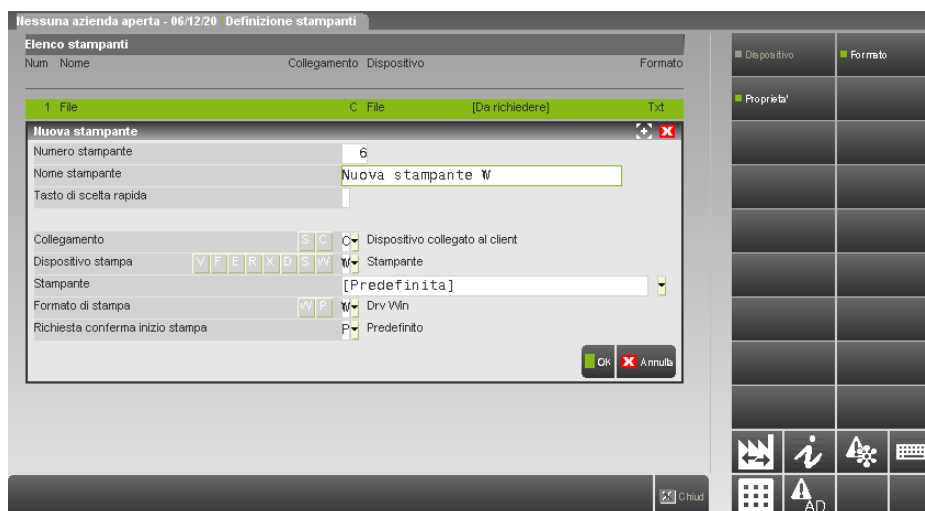 Nessuna azienda aperta - 06/12/20 Definizione stampanti
Elenco stampanti
Num Nome Collegamento Dispositivo Formato
1 File C File [Da richiedere] Txt
Nuova stampante
Numero stampante 6
Nome stampante Nuova stampante W
Tasto di scelta rapida
Collegamento S C C Dispositivo collegato al client
Dispositivo stampa V F E R X D S W W Stampante
Stampante [Predefinita]
Formato di stampa W P W Drv Win
Richiesta conferma inizio stampa P Predefinito
Ok Annulla
Chiud
Dispositivo Formato
Proprieta'
i
AD